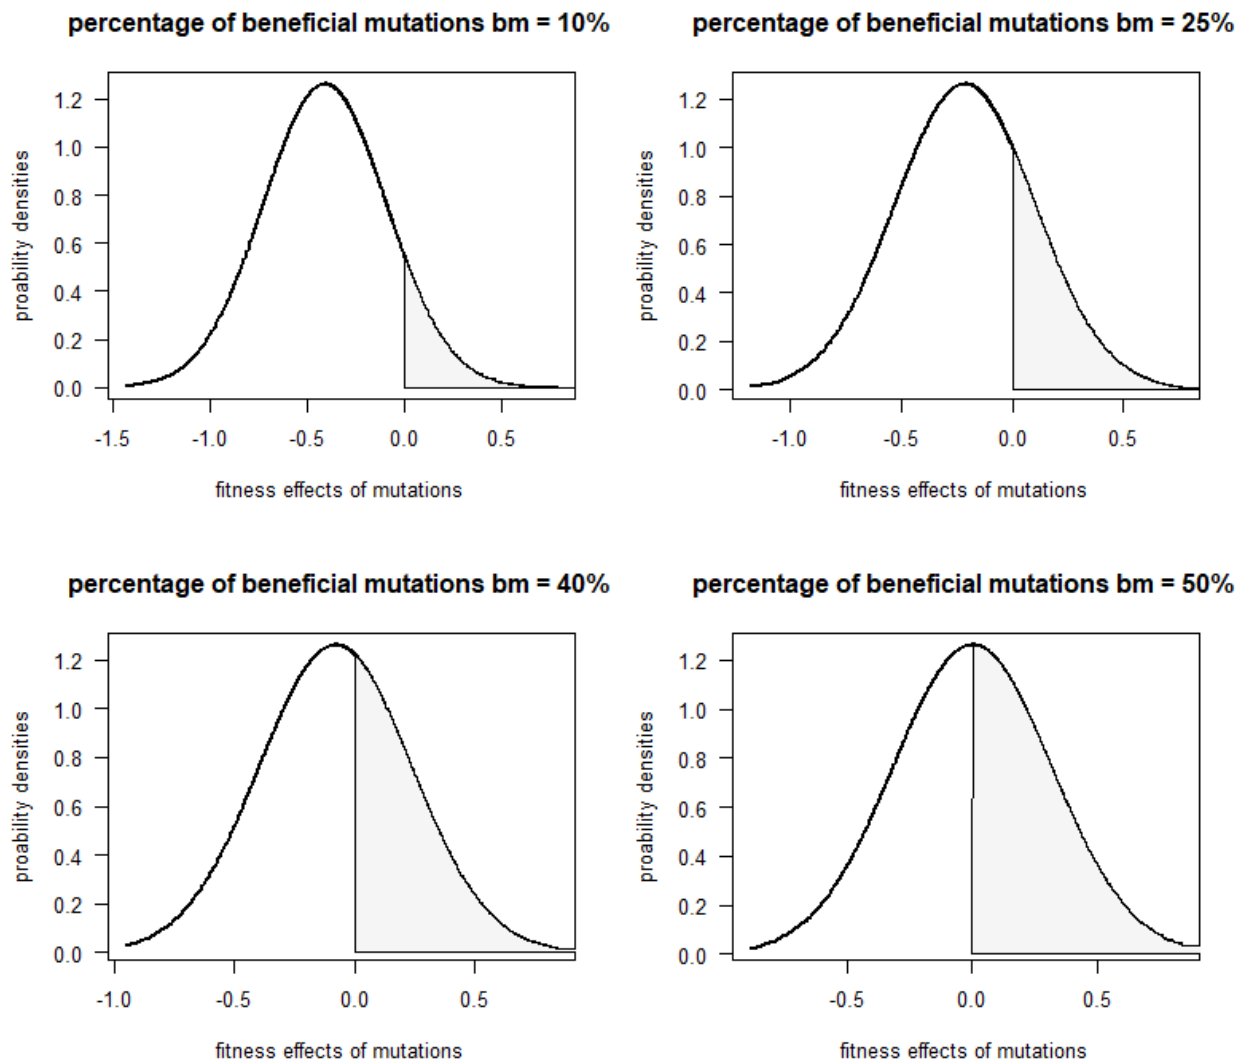 percentage of beneficial mutations bm = 10%
proability densities
1.2
1.0
0.8
0.6
0.4
0.2
0.0
-1.5 -1.0 -0.5 0.0 0.5
fitness effects of mutations
percentage of beneficial mutations bm = 25%
proability densities
1.2
1.0
0.8
0.6
0.4
0.2
0.0
-1.0 -0.5 0.0 0.5
fitness effects of mutations
percentage of beneficial mutations bm = 40%
proability densities
1.2
1.0
0.8
0.6
0.4
0.2
0.0
-1.0 -0.5 0.0 0.5
fitness effects of mutations
percentage of beneficial mutations bm = 50%
proability densities
1.2
1.0
0.8
0.6
0.4
0.2
0.0
-0.5 0.0 0.5
fitness effects of mutations